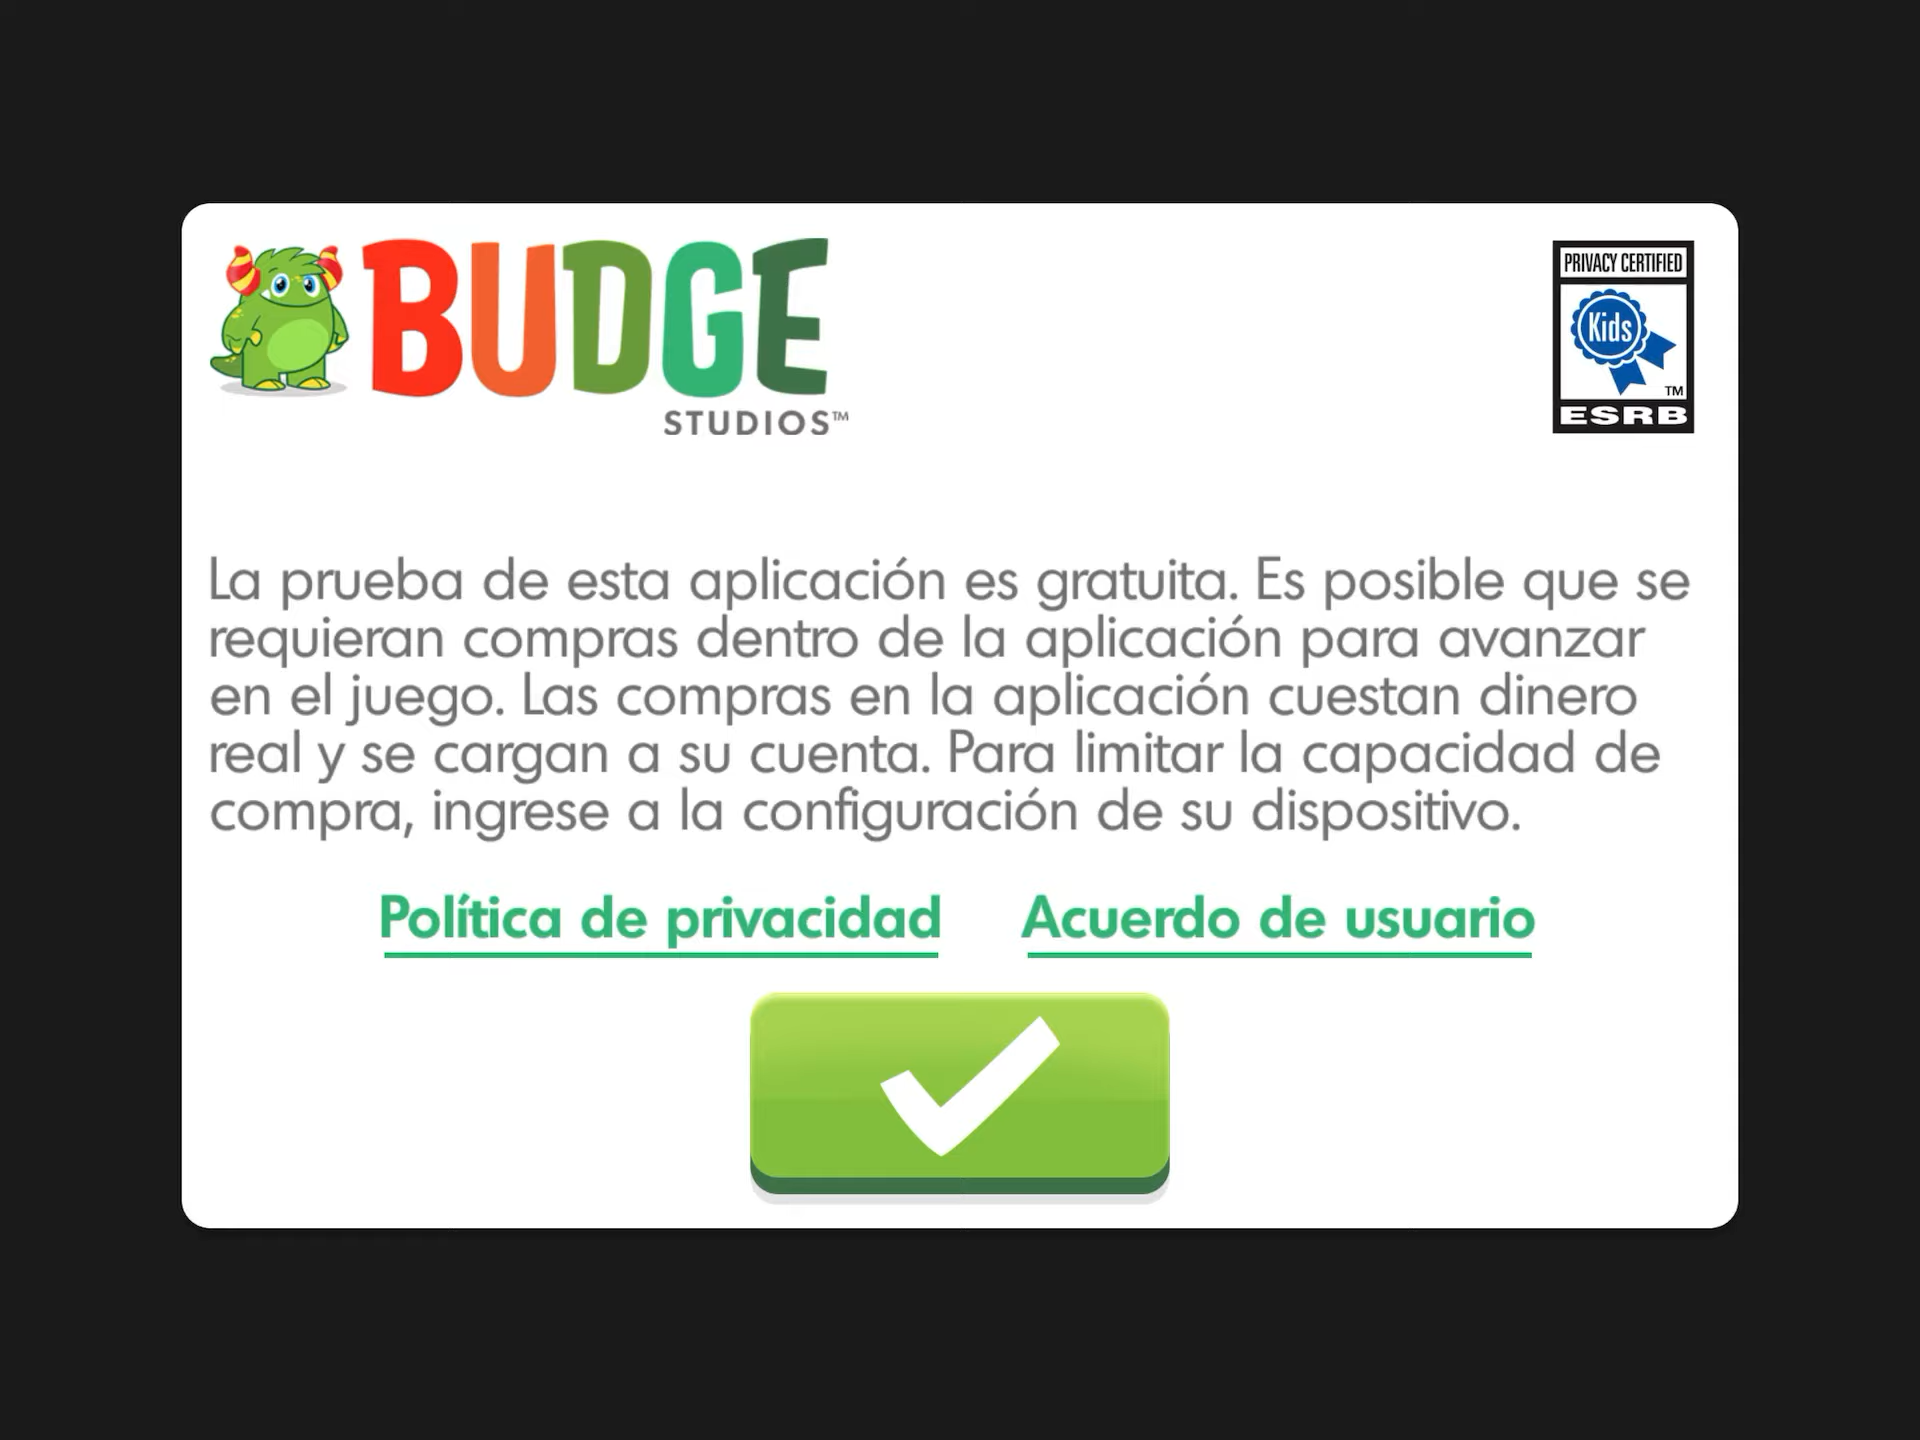 BUDGE
STUDIOS™
PRIVACY CERTIFIED
Kids
™
ESRB
La prueba de esta aplicación es gratuita. Es posible que se
requieran compras dentro de la aplicación para avanzar
en el juego. Las compras en la aplicación cuestan dinero
real y se cargan a su cuenta. Para limitar la capacidad de
compra, ingrese a la configuración de su dispositivo.
Política de privacidad
Acuerdo de usuario